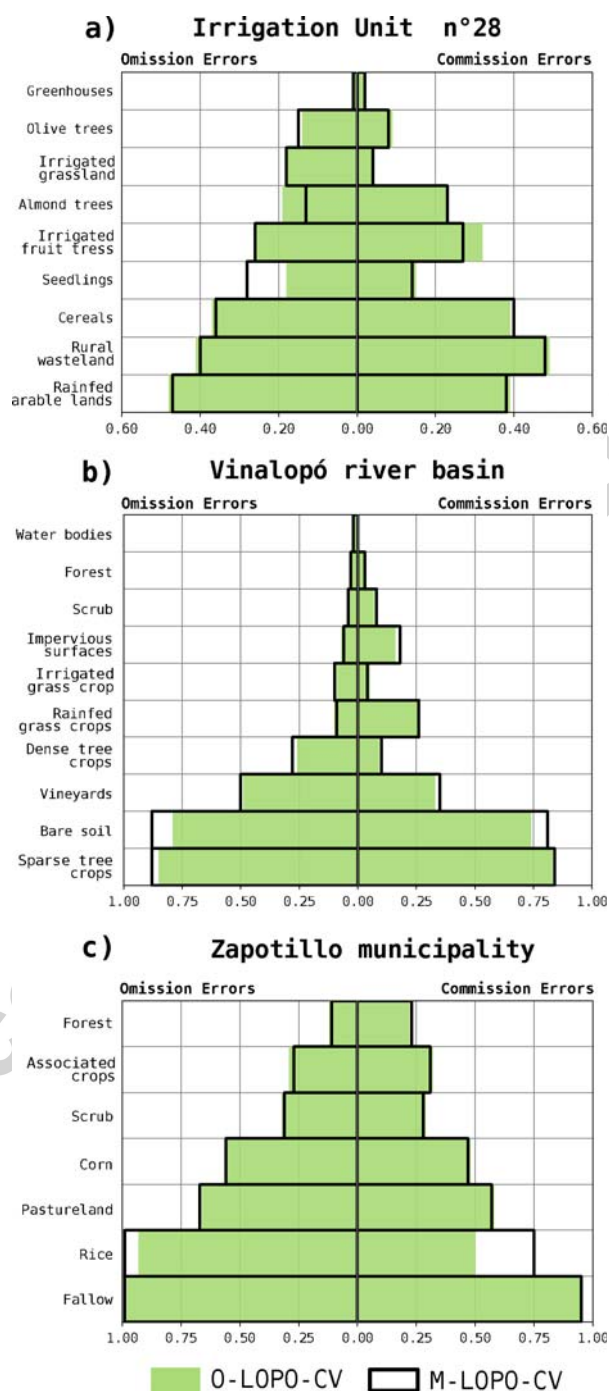 a) Irrigation Unit n°28
Omission Errors Commission Errors
Greenhouses
Olive trees
Irrigated
grassland
Almond trees
Irrigated
fruit tress
Seedlings
Cereals
Rural
wasteland
Rainfed
arable lands
0.60 0.40 0.20 0.00 0.20 0.40 0.60
b) Vinalopó river basin
Omission Errors Commission Errors
Water bodies
Forest
Scrub
Impervious
surfaces
Irrigated
grass crop
Rainfed
grass crops
Dense tree
crops
Vineyards
Bare soil
Sparse tree
crops
1.00 0.75 0.50 0.25 0.00 0.25 0.50 0.75 1.00
c) Zapotillo municipality
Omission Errors Commission Errors
Forest
Associated
crops
Scrub
Corn
Pastureland
Rice
Fallow
1.00 0.75 0.50 0.25 0.00 0.25 0.50 0.75 1.00
O-LOPO-CV M-LOPO-CV